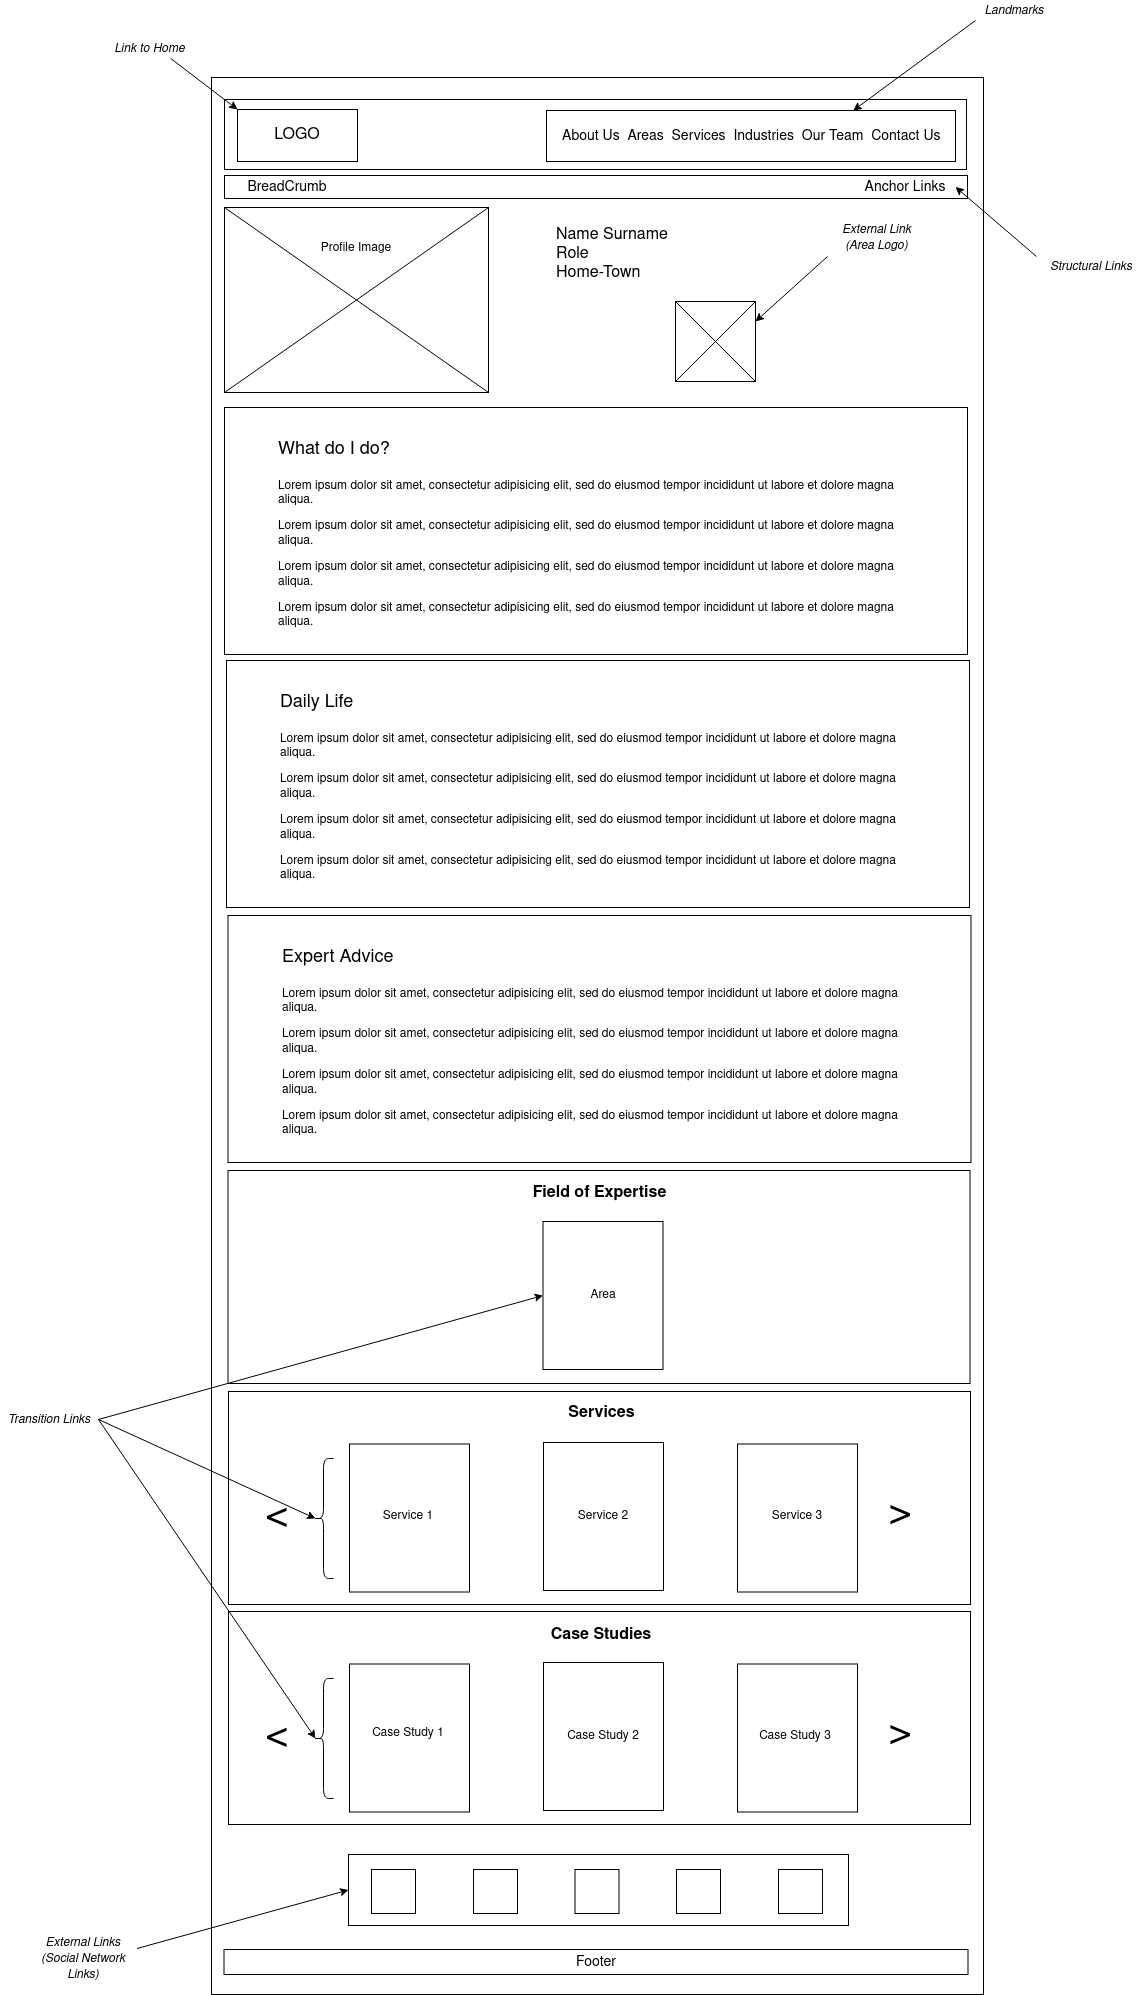 Landmarks
Link to Home
LOGO
About Us Areas Services Industries Our Team Contact Us
BreadCrumb
Anchor Links
Structural Links
Profile Image
Name Surname
Role
Home-Town
External Link
(Area Logo)
What do I do?
Lorem ipsum dolor sit amet, consectetur adipisicing elit, sed do eiusmod tempor incididunt ut labore et dolore magna
aliqua.
Lorem ipsum dolor sit amet, consectetur adipisicing elit, sed do eiusmod tempor incididunt ut labore et dolore magna
aliqua.
Lorem ipsum dolor sit amet, consectetur adipisicing elit, sed do eiusmod tempor incididunt ut labore et dolore magna
aliqua.
Lorem ipsum dolor sit amet, consectetur adipisicing elit, sed do eiusmod tempor incididunt ut labore et dolore magna
aliqua.
Daily Life
Lorem ipsum dolor sit amet, consectetur adipisicing elit, sed do eiusmod tempor incididunt ut labore et dolore magna
aliqua.
Lorem ipsum dolor sit amet, consectetur adipisicing elit, sed do eiusmod tempor incididunt ut labore et dolore magna
aliqua.
Lorem ipsum dolor sit amet, consectetur adipisicing elit, sed do eiusmod tempor incididunt ut labore et dolore magna
aliqua.
Lorem ipsum dolor sit amet, consectetur adipisicing elit, sed do eiusmod tempor incididunt ut labore et dolore magna
aliqua.
Expert Advice
Lorem ipsum dolor sit amet, consectetur adipisicing elit, sed do eiusmod tempor incididunt ut labore et dolore magna
aliqua.
Lorem ipsum dolor sit amet, consectetur adipisicing elit, sed do eiusmod tempor incididunt ut labore et dolore magna
aliqua.
Lorem ipsum dolor sit amet, consectetur adipisicing elit, sed do eiusmod tempor incididunt ut labore et dolore magna
aliqua.
Lorem ipsum dolor sit amet, consectetur adipisicing elit, sed do eiusmod tempor incididunt ut labore et dolore magna
aliqua.
Field of Expertise
Area
Transition Links
Services
< Service 1 Service 2 Service 3 >
Case Studies
< Case Study 1 Case Study 2 Case Study 3 >
External Links
(Social Network
Links)
Footer